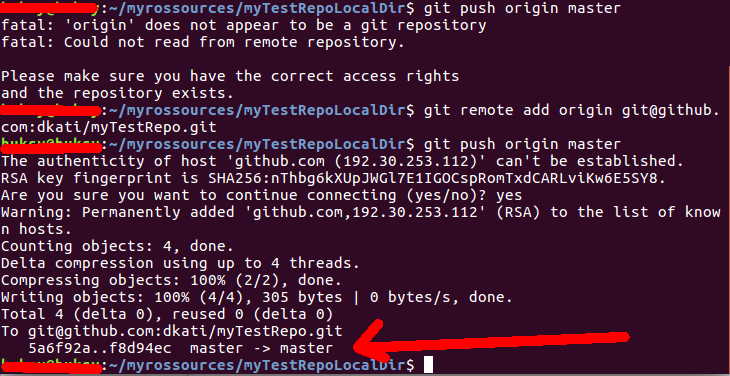 :~/myrossources/myTestRepoLocalDir$ git push origin master
fatal: 'origin' does not appear to be a git repository
fatal: Could not read from remote repository.
Please make sure you have the correct access rights
and the repository exists.
:~/myrossources/myTestRepoLocalDir$ git remote add origin git@github.
com:dkati/myTestRepo.git
:~/myrossources/myTestRepoLocalDir$ git push origin master
The authenticity of host 'github.com (192.30.253.112)' can't be established.
RSA key fingerprint is SHA256:nThbg6kXUpJWGl7E1IGOCspRomTxdCARLviKw6E5SY8.
Are you sure you want to continue connecting (yes/no)? yes
Warning: Permanently added 'github.com,192.30.253.112' (RSA) to the list of know
n hosts.
Counting objects: 4, done.
Delta compression using up to 4 threads.
Compressing objects: 100% (2/2), done.
Writing objects: 100% (4/4), 305 bytes | 0 bytes/s, done.
Total 4 (delta 0), reused 0 (delta 0)
To git@github.com:dkati/myTestRepo.git
5a6f92a..f8d94ec master -> master
:~/myrossources/myTestRepoLocalDir$